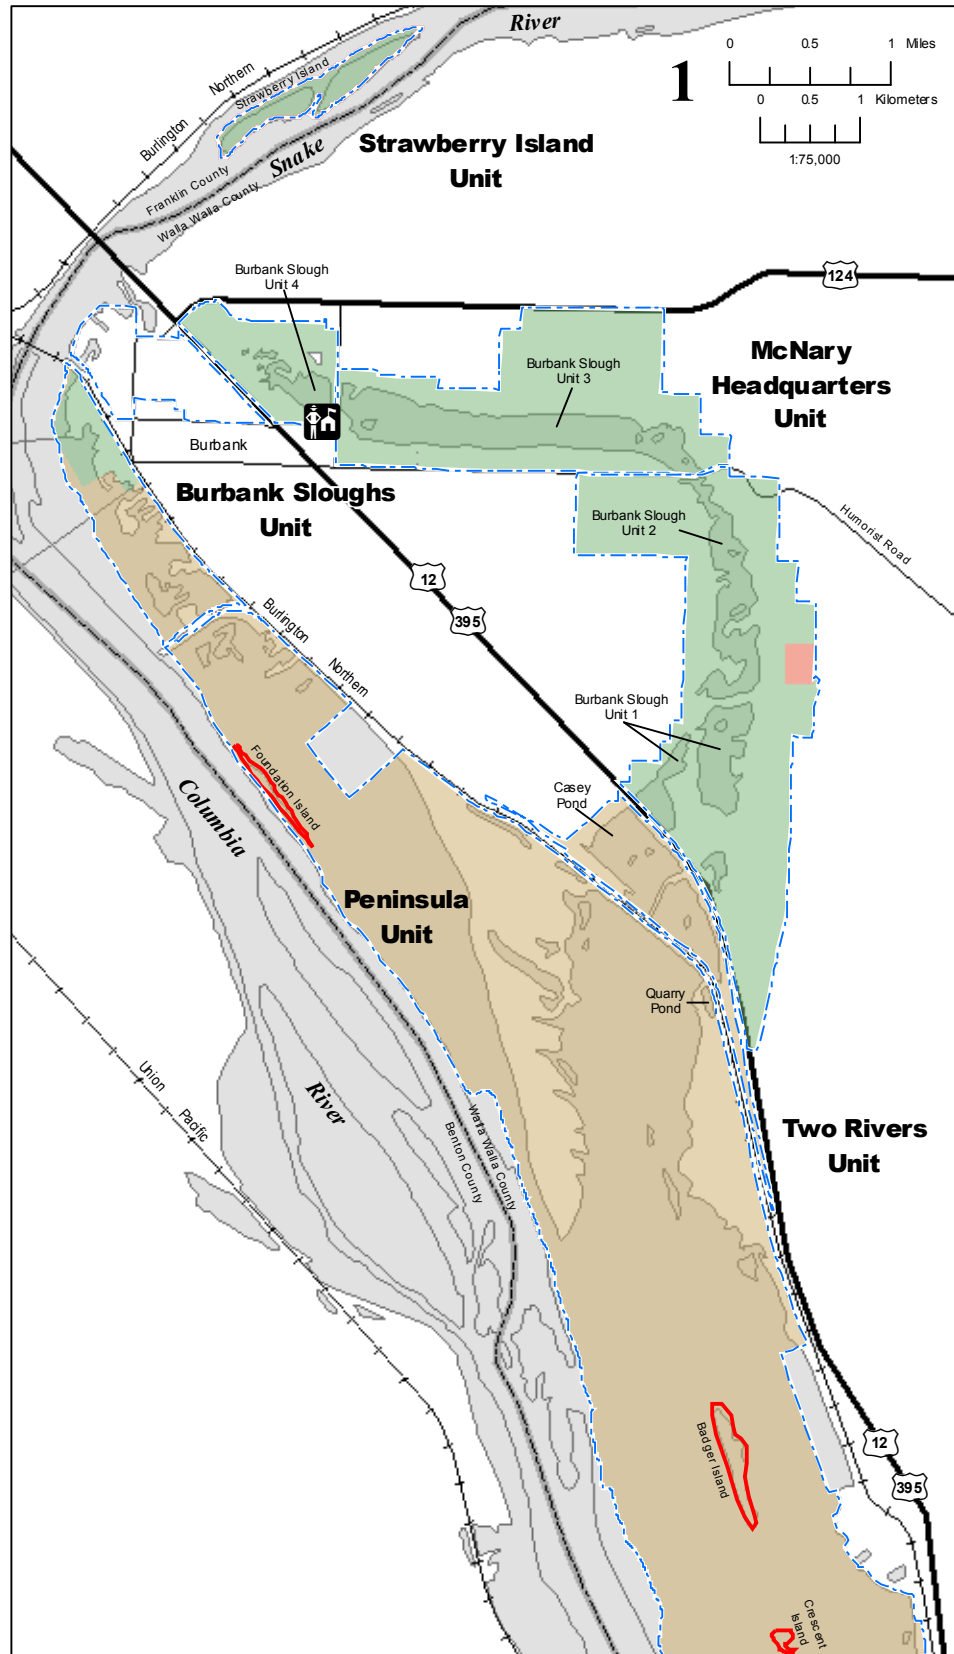 River
0 0.5 1 Miles
1
0 0.5 1 Kilometers
1:75,000
Northern
Burlington
Strawberry Island
Strawberry Island
Unit
Snake
Franklin County
Walla Walla County
Burbank Slough
Unit 4
124
McNary
Headquarters
Unit
Burbank Slough
Unit 3
Burbank
Burbank Sloughs
Unit
Burbank Slough
Unit 2
Humorist Road
12
395
Burlington
Northern
Burbank Slough
Unit 1
Foundation Island
Casey
Pond
Columbia
Peninsula
Unit
Quarry
Pond
Union
Pacific
River
Walla Walla County
Benton County
Two Rivers
Unit
Badger Island
12
395
Crescent
Island